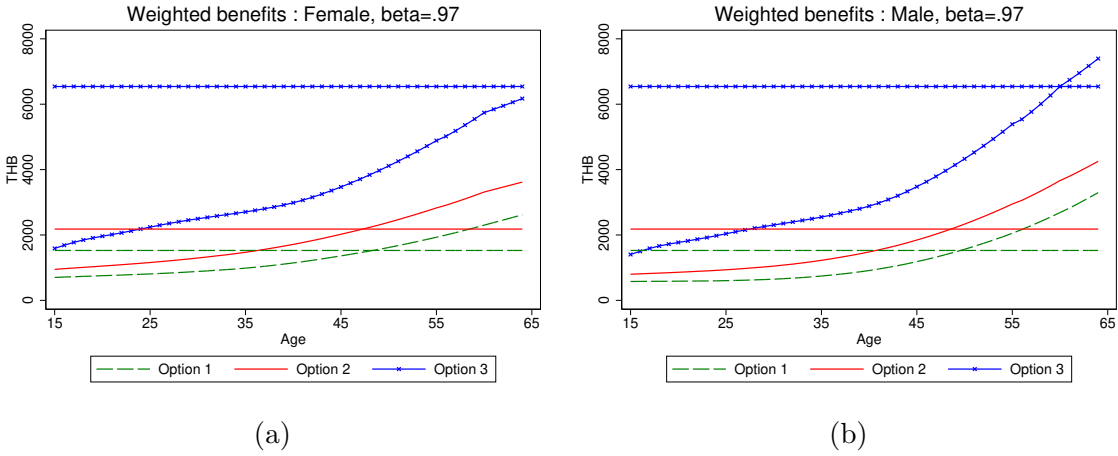 Weighted benefits : Female, beta=.97
THB
8000
6000
4000
2000
0
15 25 35 45 55 65
Age
Option 1 Option 2 Option 3
(a)
Weighted benefits : Male, beta=.97
THB
8000
6000
4000
2000
0
15 25 35 45 55 65
Age
Option 1 Option 2 Option 3
(b)